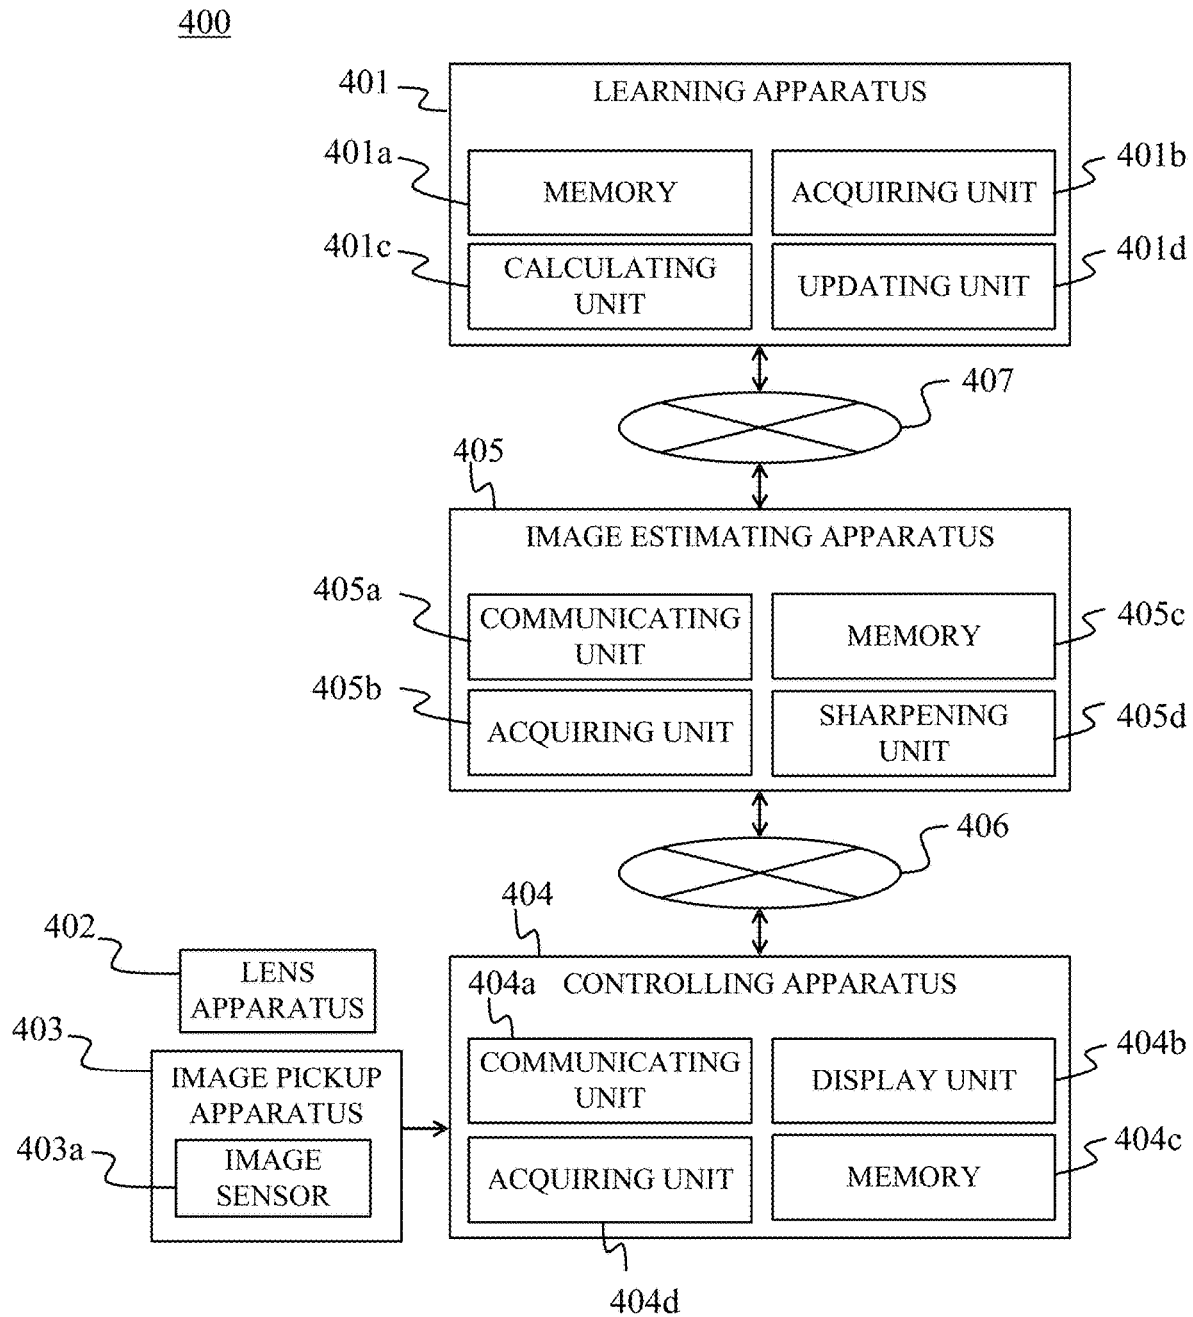 400
401
LEARNING APPARATUS
401a
MEMORY
ACQUIRING UNIT
401b
401c
CALCULATING
UNIT
UPDATING UNIT
401d
407
405
IMAGE ESTIMATING APPARATUS
405a
COMMUNICATING
UNIT
MEMORY
405c
405b
ACQUIRING UNIT
SHARPENING
UNIT
405d
406
404
402
LENS
APPARATUS
404a
CONTROLLING APPARATUS
403
IMAGE PICKUP
APPARATUS
COMMUNICATING
UNIT
DISPLAY UNIT
404b
403a
IMAGE
SENSOR
ACQUIRING UNIT
MEMORY
404c
404d